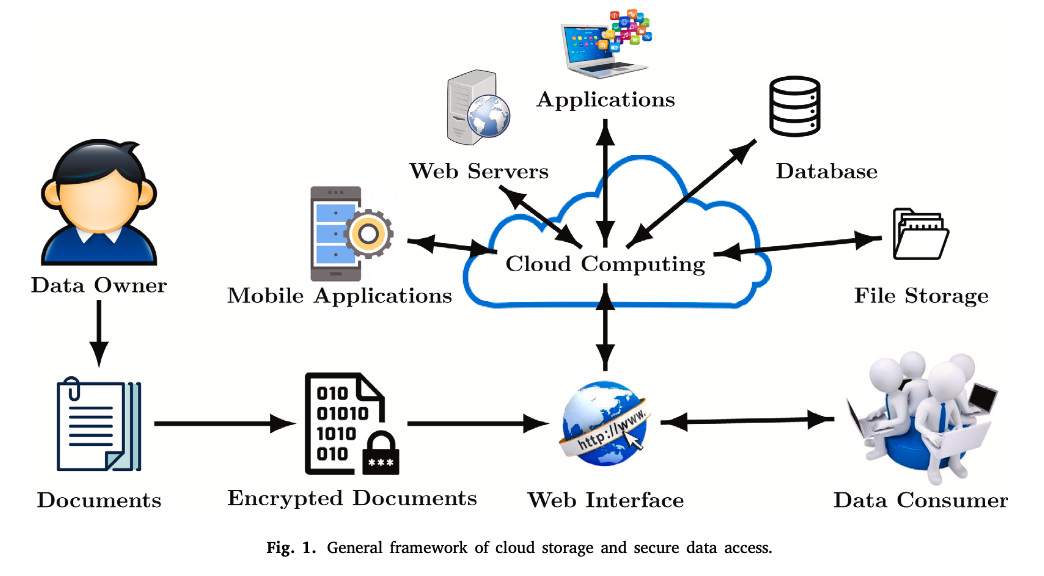 Applications
Web Servers
Database
Cloud Computing
Data Owner
Mobile Applications
File Storage
010
01010
1010
010
***
http://www.
Documents
Encrypted Documents
Web Interface
Data Consumer
Fig. 1. General framework of cloud storage and secure data access.